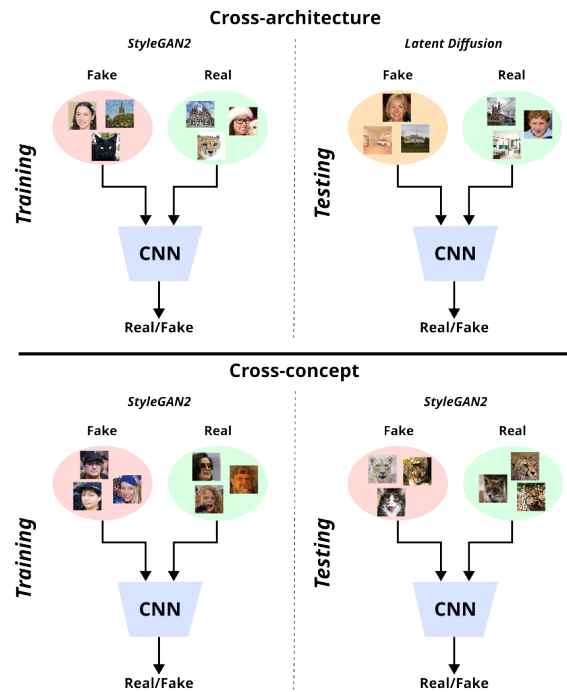 Cross-architecture
StyleGAN2
Latent Diffusion
Fake
Real
Fake
Real
Training
Testing
CNN
CNN
Real/Fake
Real/Fake
Cross-concept
StyleGAN2
StyleGAN2
Fake
Real
Fake
Real
Training
Testing
CNN
CNN
Real/Fake
Real/Fake